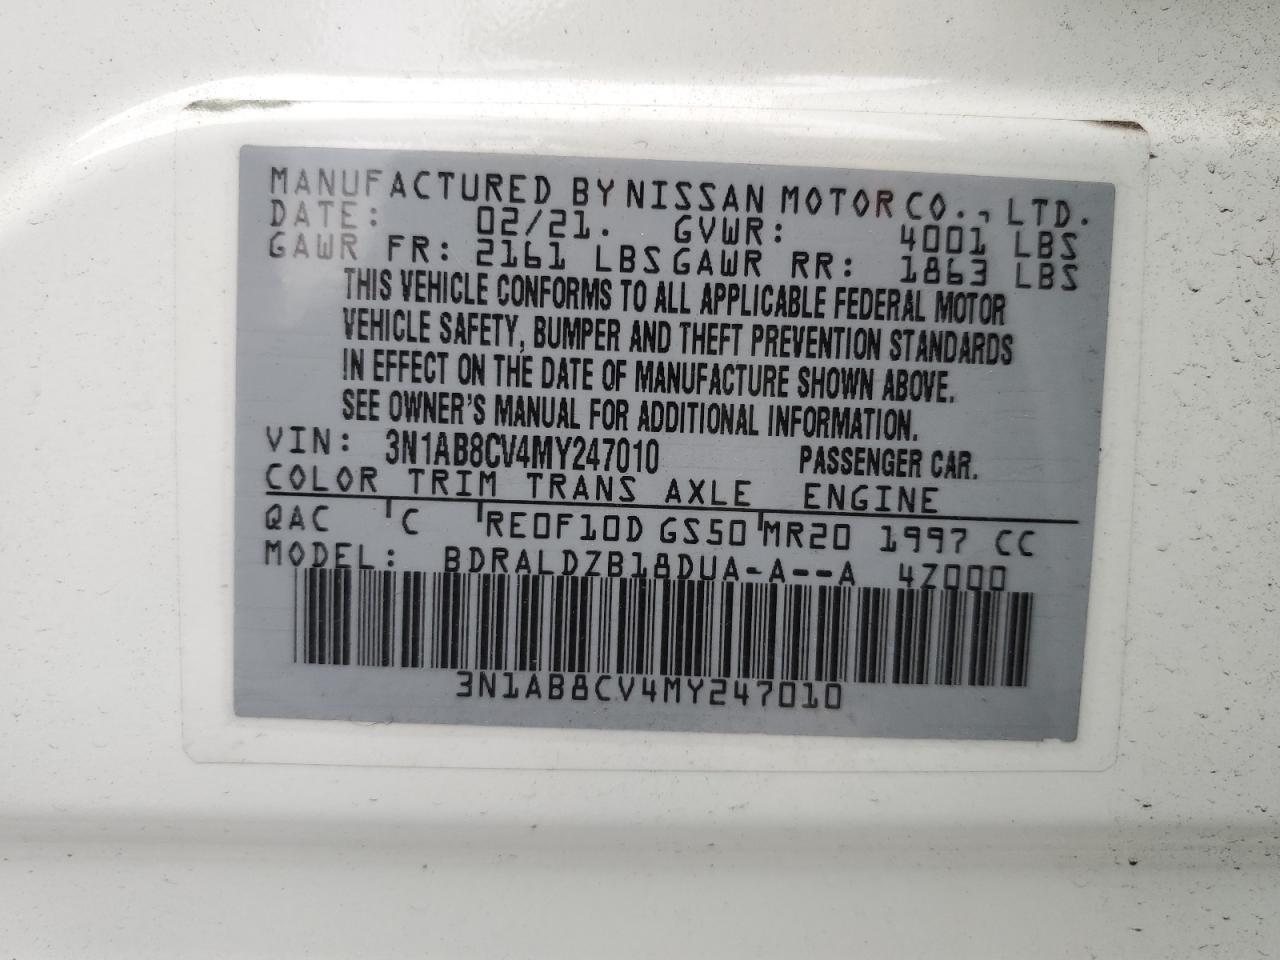 MANUFACTURED BY NISSAN MOTOR CO., LTD.
DATE: 02/21. GVWR: 4001 LBS
GAWR FR: 2161 LBS GAWR RR: 1863 LBS
THIS VEHICLE CONFORMS TO ALL APPLICABLE FEDERAL MOTOR
VEHICLE SAFETY, BUMPER AND THEFT PREVENTION STANDARDS
IN EFFECT ON THE DATE OF MANUFACTURE SHOWN ABOVE.
SEE OWNER'S MANUAL FOR ADDITIONAL INFORMATION.
VIN: 3N1AB8CV4MY247010 PASSENGER CAR.
COLOR TRIM TRANS AXLE ENGINE
QAC C RE0F10D GS50 MR20 1997 CC
MODEL: BDRALDZB18DUA-A--A 4Z000
3N1AB8CV4MY247010